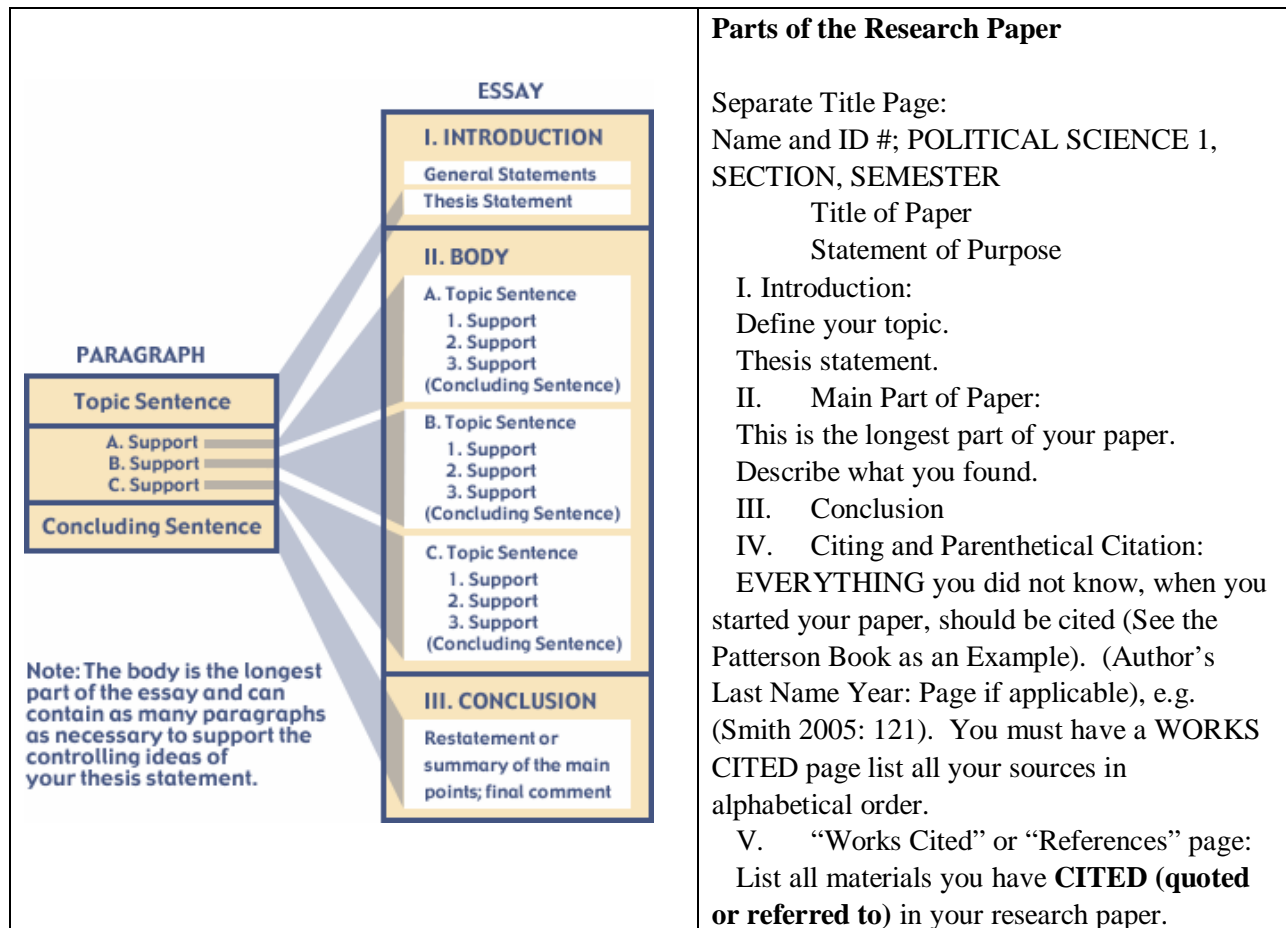 PARAGRAPH
Topic Sentence
A. Support
B. Support
C. Support
Concluding Sentence
Note: The body is the longest
part of the essay and can
contain as many paragraphs
as necessary to support the
controlling ideas of
your thesis statement.
ESSAY
I. INTRODUCTION
General Statements
Thesis Statement
II. BODY
A. Topic Sentence
1. Support
2. Support
3. Support
(Concluding Sentence)
B. Topic Sentence
1. Support
2. Support
3. Support
(Concluding Sentence)
C. Topic Sentence
1. Support
2. Support
3. Support
(Concluding Sentence)
III. CONCLUSION
Restatement or
summary of the main
points; final comment
Parts of the Research Paper
Separate Title Page:
Name and ID #; POLITICAL SCIENCE 1,
SECTION, SEMESTER
Title of Paper
Statement of Purpose
I. Introduction:
Define your topic.
Thesis statement.
II. Main Part of Paper:
This is the longest part of your paper.
Describe what you found.
III. Conclusion
IV. Citing and Parenthetical Citation:
EVERYTHING you did not know, when you
started your paper, should be cited (See the
Patterson Book as an Example). (Author’s
Last Name Year: Page if applicable), e.g.
(Smith 2005: 121). You must have a WORKS
CITED page list all your sources in
alphabetical order.
V. “Works Cited” or “References” page:
List all materials you have CITED (quoted
or referred to) in your research paper.